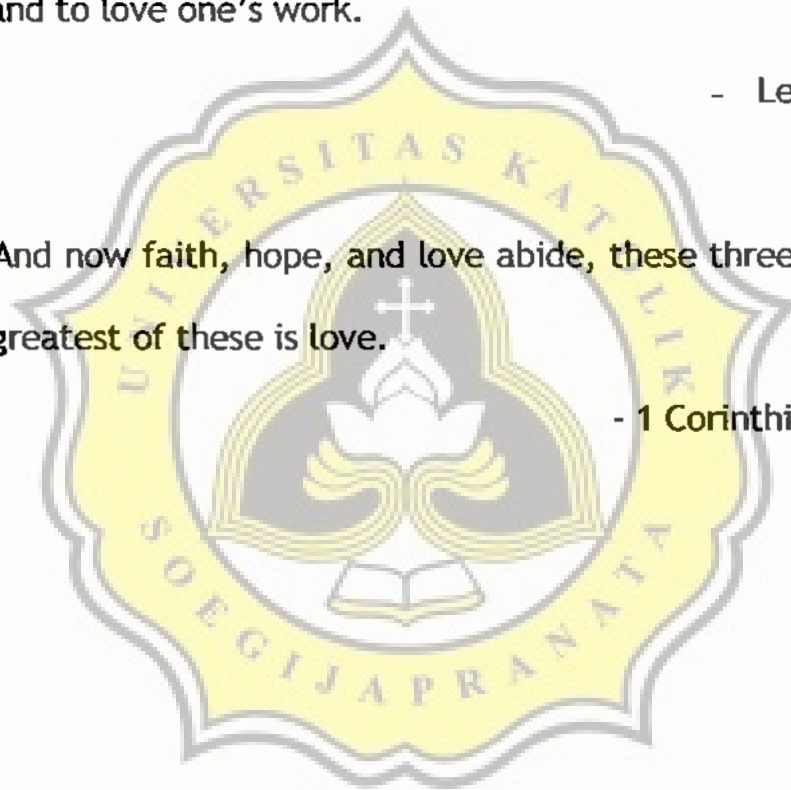 and to love one's work.
- Le
And now faith, hope, and love abide, these three
greatest of these is love.
- 1 Corinthi
UNIVERSITAS KATOLIK
SOEGIJAPRANATA